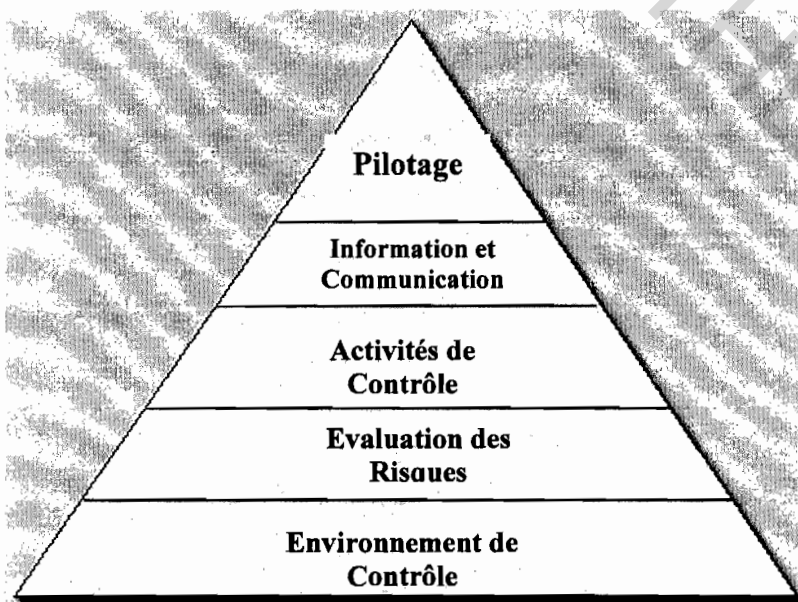 Pilotage
Information et
Communication
Activités de
Contrôle
Evaluation des
Risques
Environnement de
Contrôle